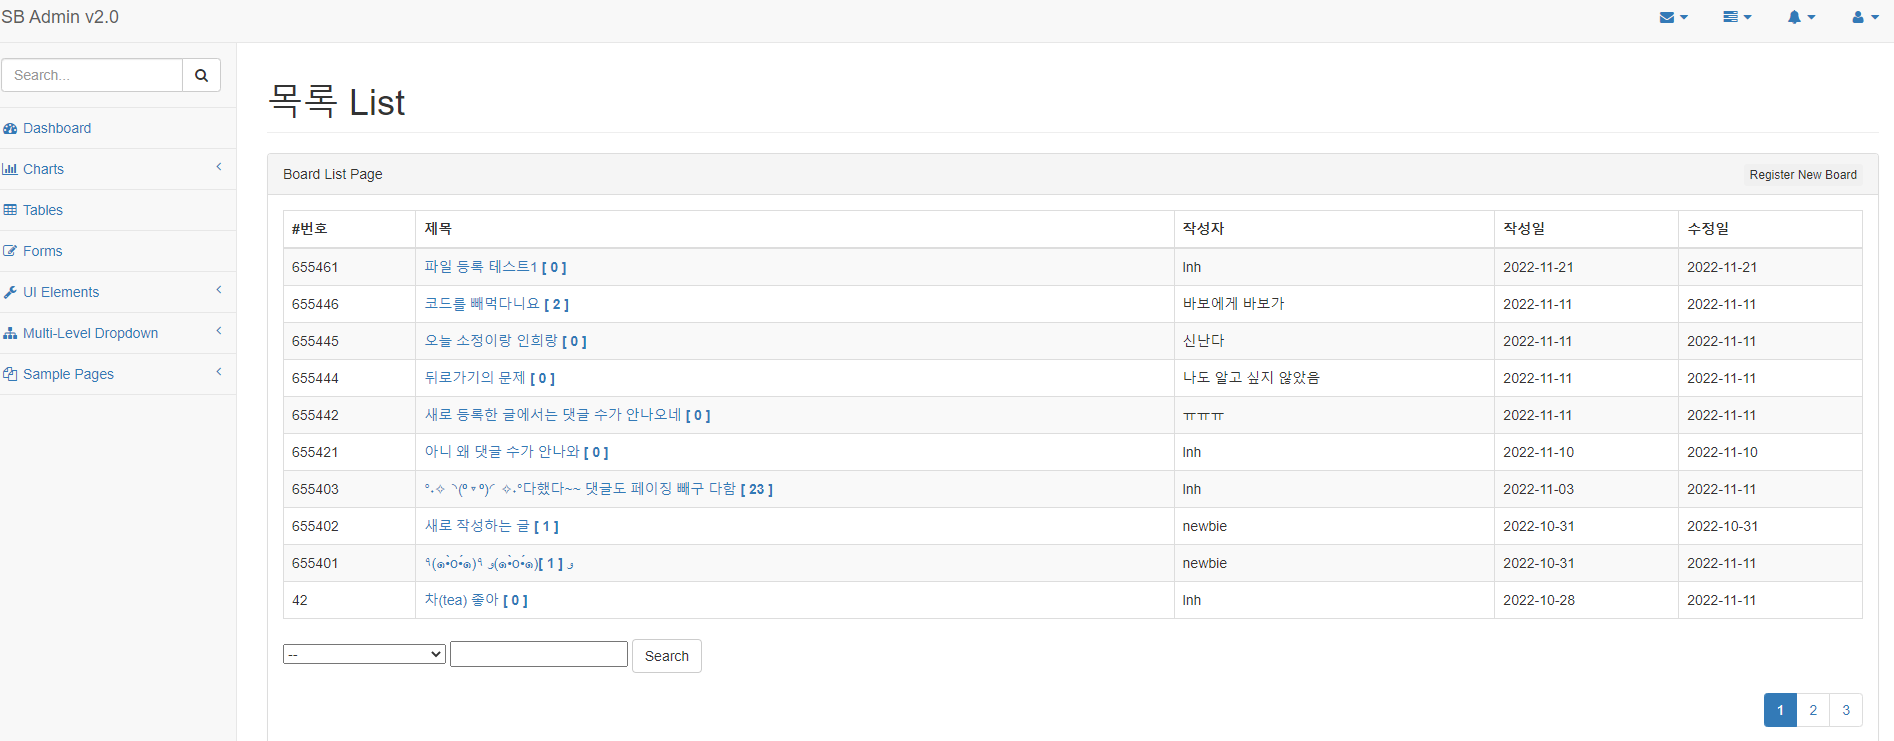 SB Admin v2.0
Search...
Dashboard
Charts
Tables
Forms
UI Elements
Multi-Level Dropdown
Sample Pages
목록 List
Board List Page Register New Board
#번호 제목 작성자 작성일 수정일
655461 파일 등록 테스트1 [ 0 ] lnh 2022-11-21 2022-11-21
655446 코드를 빼먹다니요 [ 2 ] 바보에게 바보가 2022-11-11 2022-11-11
655445 오늘 소정이랑 인희랑 [ 0 ] 신난다 2022-11-11 2022-11-11
655444 뒤로가기의 문제 [ 0 ] 나도 알고 싶지 않았음 2022-11-11 2022-11-11
655442 새로 등록한 글에서는 댓글 수가 안나오네 [ 0 ] ㅠㅠㅠ 2022-11-11 2022-11-11
655421 아니 왜 댓글 수가 안나와 [ 0 ] lnh 2022-11-10 2022-11-10
655403 °˖✧◝(⁰▿⁰)◜✧˖°다했다~~ 댓글도 페이징 빼구 다함 [ 23 ] lnh 2022-11-03 2022-11-11
655402 새로 작성하는 글 [ 1 ] newbie 2022-10-31 2022-10-31
655401 ٩(๑•̀o•́๑)و ٩(๑•̀o•́๑)و [ 1 ] newbie 2022-10-31 2022-11-11
42 차(tea) 좋아 [ 0 ] lnh 2022-10-28 2022-11-11
-- Search
1 2 3